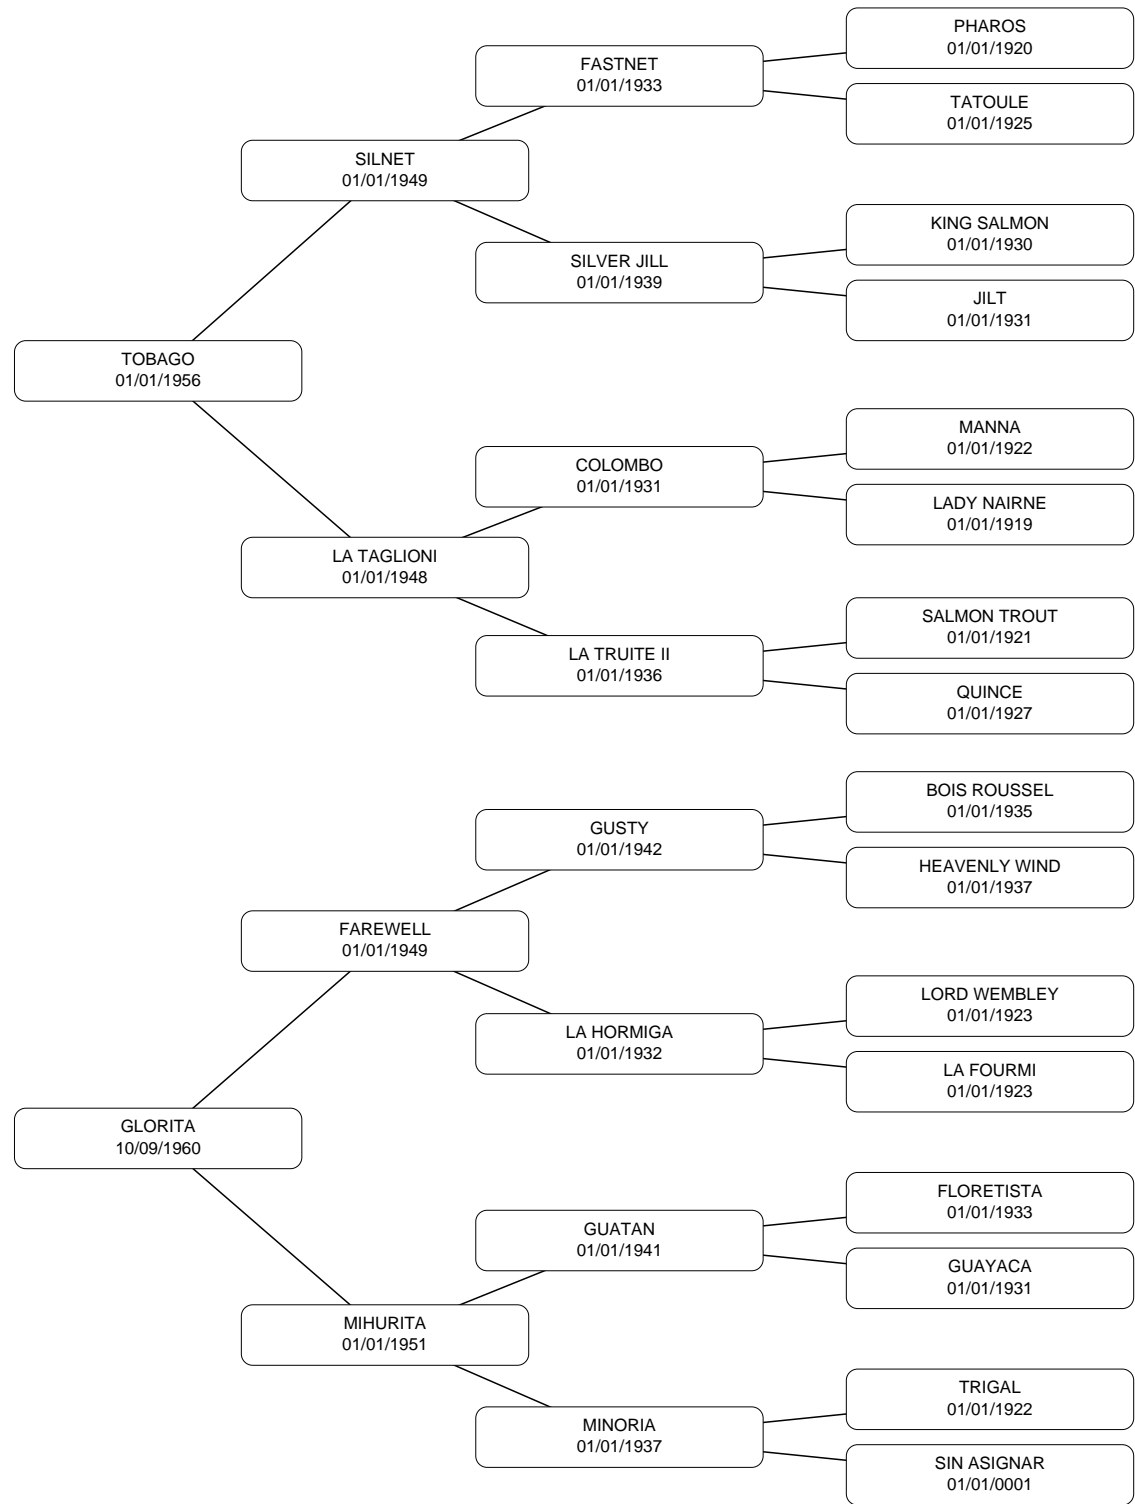 PHAROS
01/01/1920
FASTNET
01/01/1933
TATOULE
01/01/1925
SILNET
01/01/1949
KING SALMON
01/01/1930
SILVER JILL
01/01/1939
JILT
01/01/1931
TOBAGO
01/01/1956
MANNA
01/01/1922
COLOMBO
01/01/1931
LADY NAIRNE
01/01/1919
LA TAGLIONI
01/01/1948
SALMON TROUT
01/01/1921
LA TRUITE II
01/01/1936
QUINCE
01/01/1927
BOIS ROUSSEL
01/01/1935
GUSTY
01/01/1942
HEAVENLY WIND
01/01/1937
FAREWELL
01/01/1949
LORD WEMBLEY
01/01/1923
LA HORMIGA
01/01/1932
LA FOURMI
01/01/1923
GLORITA
10/09/1960
FLORETISTA
01/01/1933
GUATAN
01/01/1941
GUAYACA
01/01/1931
MIHURITA
01/01/1951
TRIGAL
01/01/1922
MINORIA
01/01/1937
SIN ASIGNAR
01/01/0001